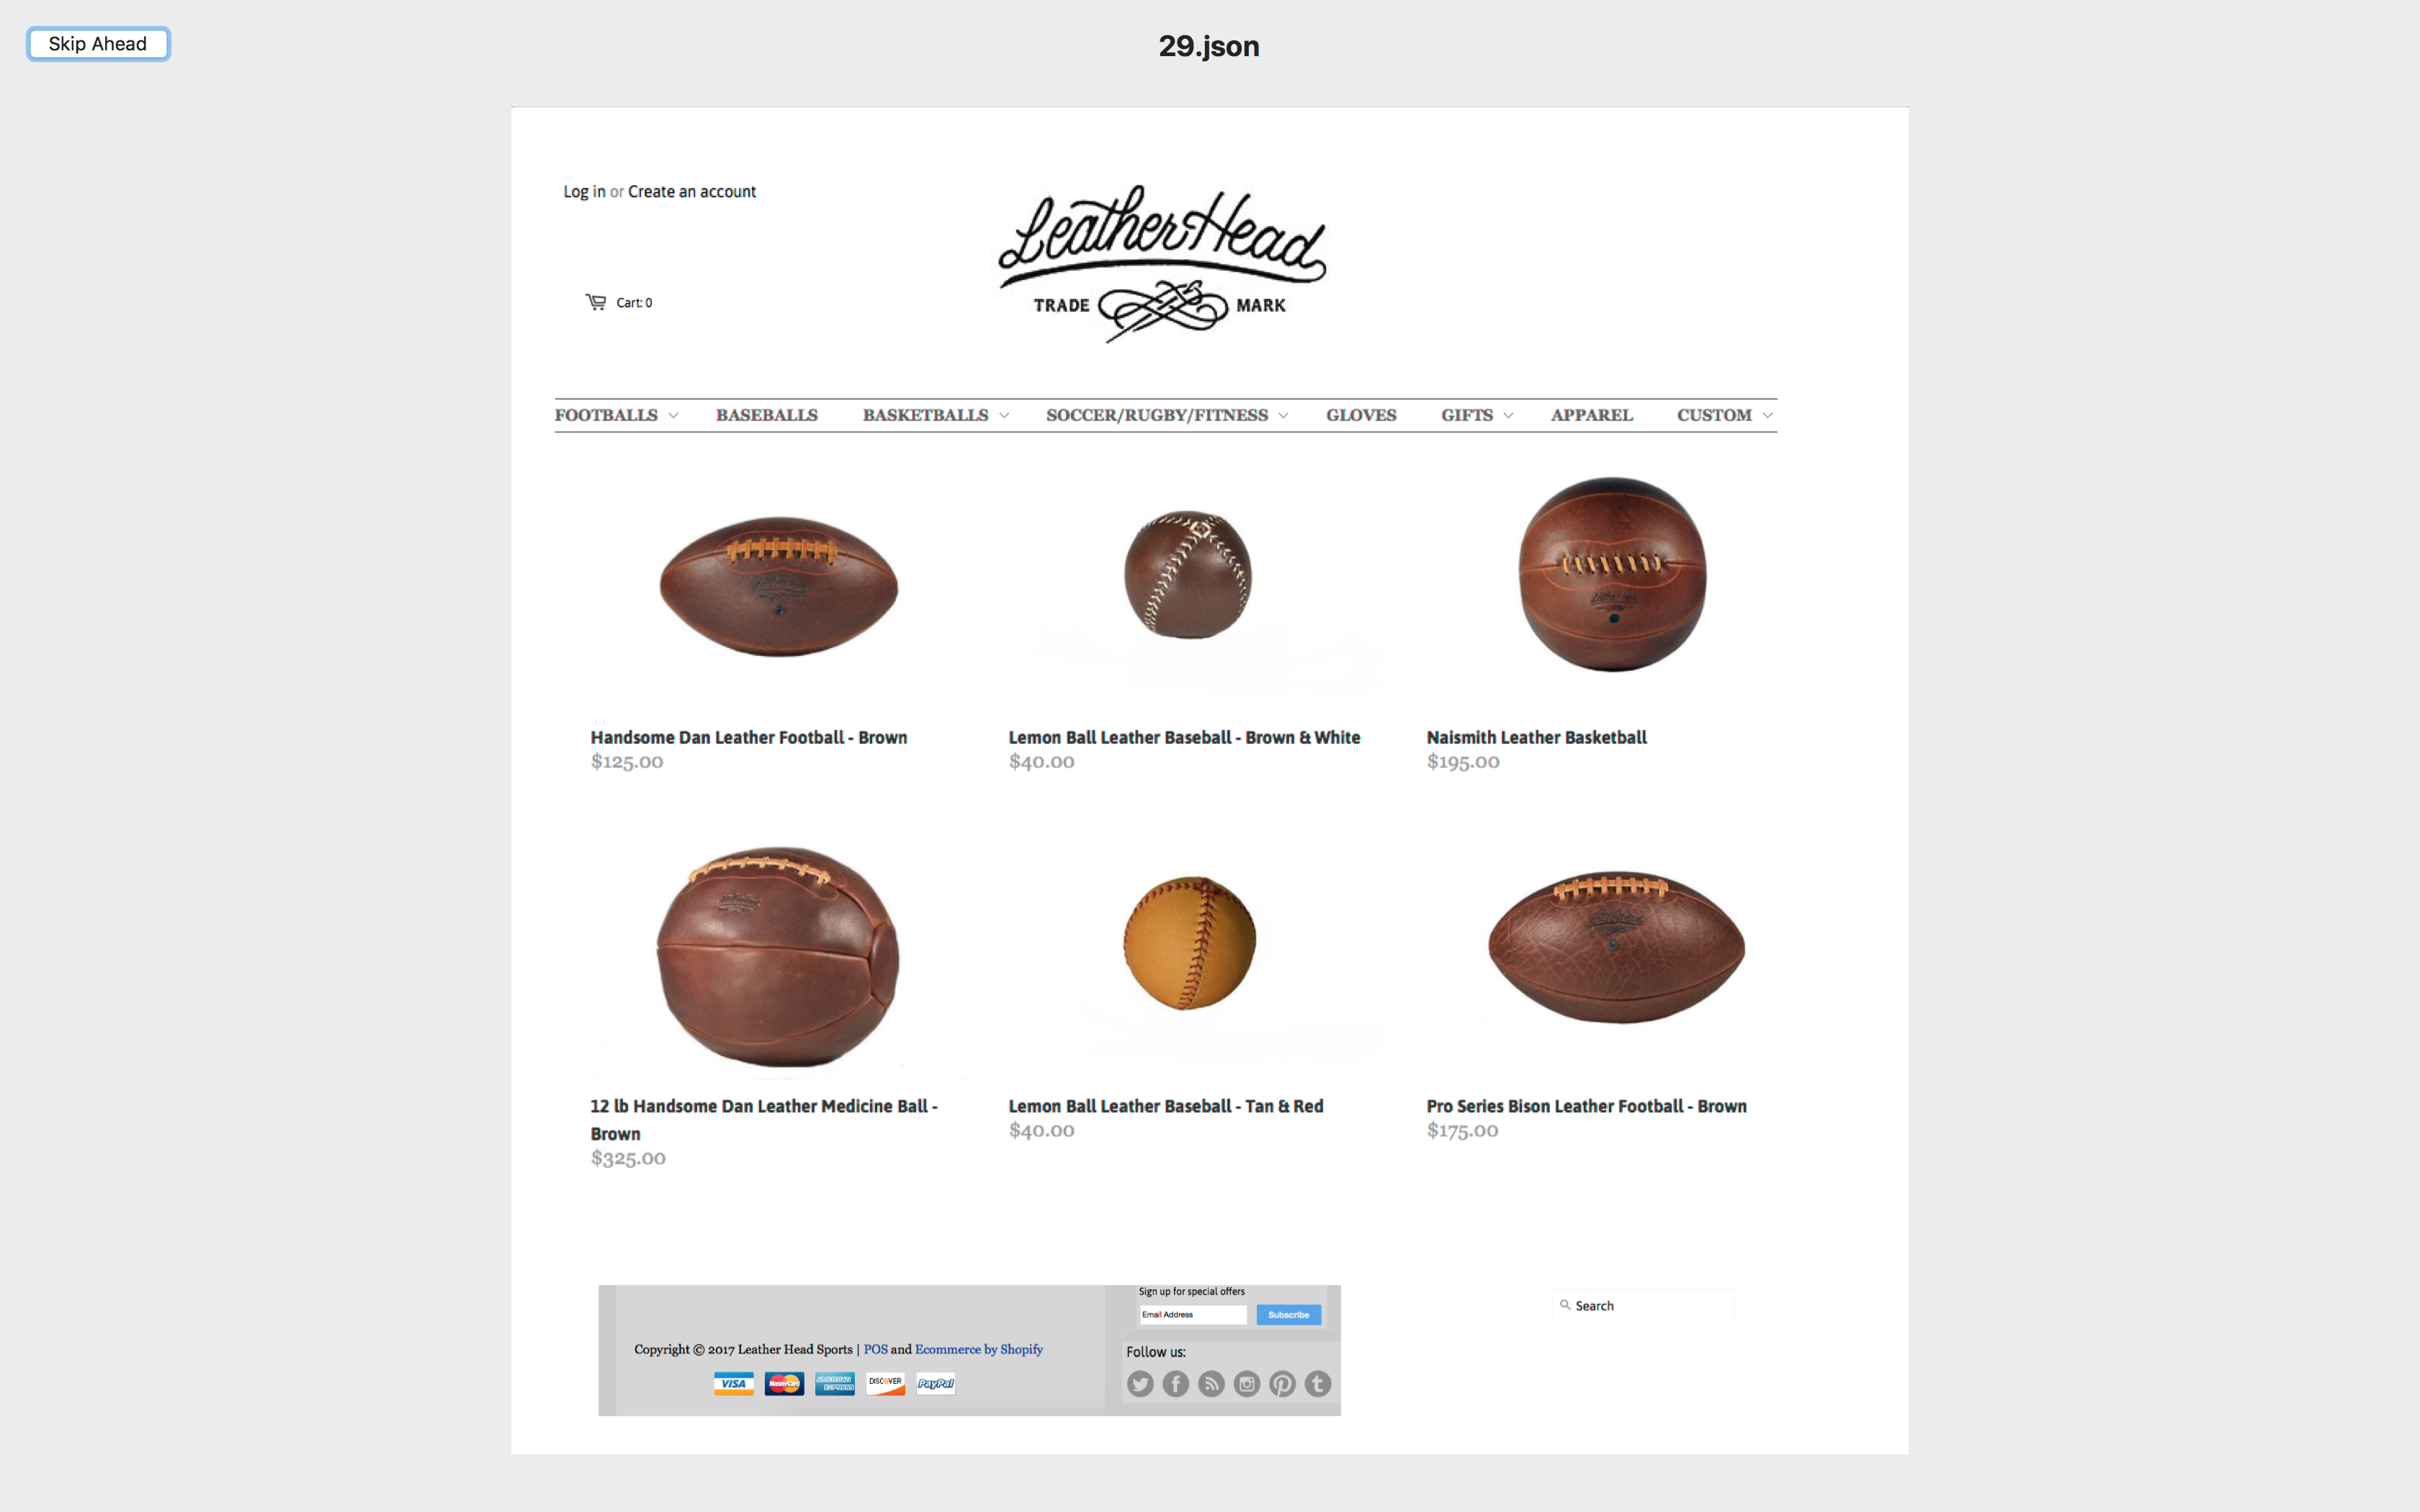 Skip Ahead
29.json
Log in or Create an account
LeatherHead
TRADE MARK
Cart: 0
FOOTBALLS BASEBALLS BASKETBALLS SOCCER/RUGBY/FITNESS GLOVES GIFTS APPAREL CUSTOM
Handsome Dan Leather Football - Brown
$125.00
Lemon Ball Leather Baseball - Brown & White
$40.00
Naismith Leather Basketball
$195.00
12 lb Handsome Dan Leather Medicine Ball -
Brown
$325.00
Lemon Ball Leather Baseball - Tan & Red
$40.00
Pro Series Bison Leather Football - Brown
$175.00
Copyright © 2017 Leather Head Sports | POS and Ecommerce by Shopify
VISA MasterCard AMERICAN EXPRESS DISCOVER PayPal
Sign up for special offers
Email Address Subscribe
Follow us:
Search